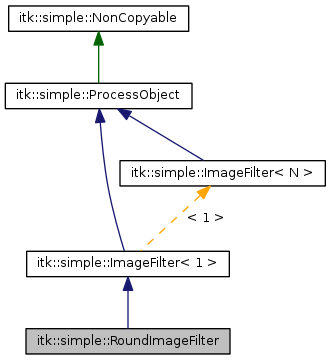 itk::simple::NonCopyable
itk::simple::ProcessObject
itk::simple::ImageFilter< N >
< 1 >
itk::simple::ImageFilter< 1 >
itk::simple::RoundImageFilter